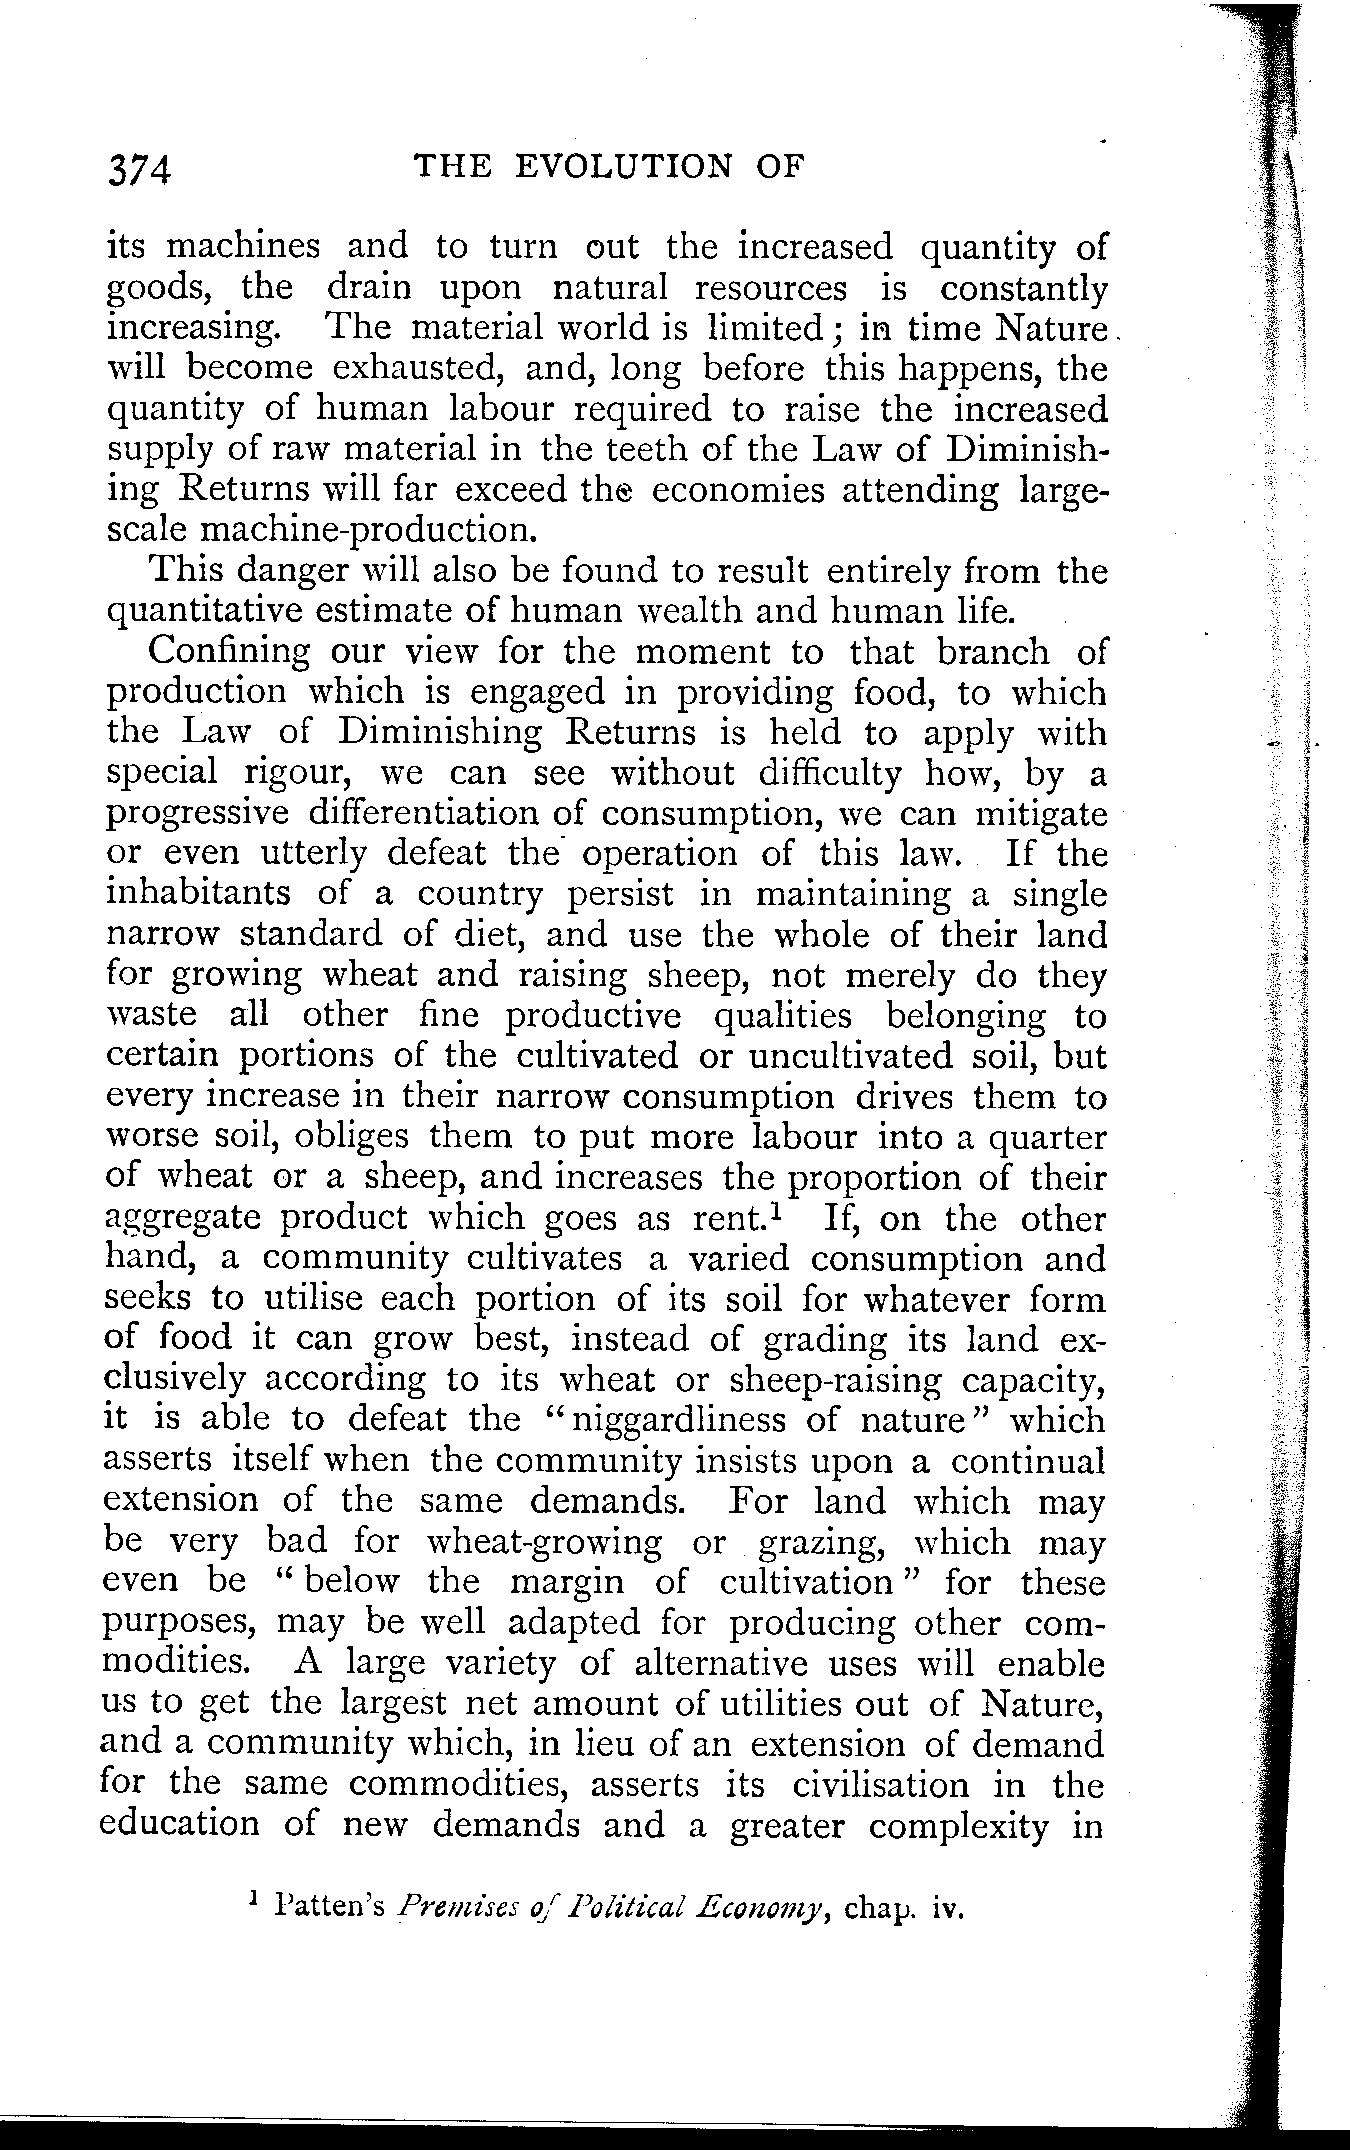 374 THE EVOLUTION OF
its machines and to turn out the increased quantity of
goods, the drain upon natural resources is constantly
increasing. The material world is limited; in time Nature
will become exhausted, and, long before this happens, the
quantity of human labour required to raise the increased
supply of raw material in the teeth of the Law of Diminish-
ing Returns will far exceed the economies attending large-
scale machine-production.
This danger will also be found to result entirely from the
quantitative estimate of human wealth and human life.
Confining our view for the moment to that branch of
production which is engaged in providing food, to which
the Law of Diminishing Returns is held to apply with
special rigour, we can see without difficulty how, by a
progressive differentiation of consumption, we can mitigate
or even utterly defeat the operation of this law. If the
inhabitants of a country persist in maintaining a single
narrow standard of diet, and use the whole of their land
for growing wheat and raising sheep, not merely do they
waste all other fine productive qualities belonging to
certain portions of the cultivated or uncultivated soil, but
every increase in their narrow consumption drives them to
worse soil, obliges them to put more labour into a quarter
of wheat or a sheep, and increases the proportion of their
aggregate product which goes as rent.¹ If, on the other
hand, a community cultivates a varied consumption and
seeks to utilise each portion of its soil for whatever form
of food it can grow best, instead of grading its land ex-
clusively according to its wheat or sheep-raising capacity,
it is able to defeat the "niggardliness of nature" which
asserts itself when the community insists upon a continual
extension of the same demands. For land which may
be very bad for wheat-growing or grazing, which may
even be "below the margin of cultivation" for these
purposes, may be well adapted for producing other com-
modities. A large variety of alternative uses will enable
us to get the largest net amount of utilities out of Nature,
and a community which, in lieu of an extension of demand
for the same commodities, asserts its civilisation in the
education of new demands and a greater complexity in
¹ Patten's Premises of Political Economy, chap. iv.